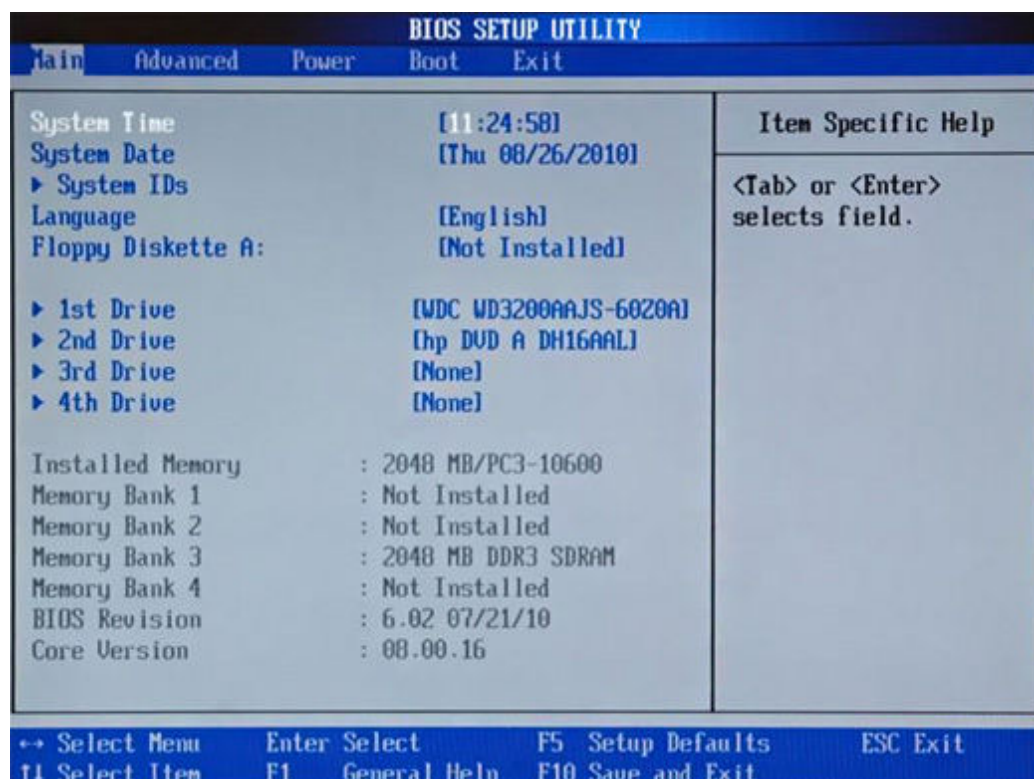 BIOS SETUP UTILITY
Main Advanced Power Boot Exit
System Time [11:24:58]
System Date [Thu 08/26/2010]
▶ System IDs
Language [English]
Floppy Diskette A: [Not Installed]
▶ 1st Drive [WDC WD3200AAJS-60Z0A]
▶ 2nd Drive [hp DVD A DH16AAL]
▶ 3rd Drive [None]
▶ 4th Drive [None]
Installed Memory : 2048 MB/PC3-10600
Memory Bank 1 : Not Installed
Memory Bank 2 : Not Installed
Memory Bank 3 : 2048 MB DDR3 SDRAM
Memory Bank 4 : Not Installed
BIOS Revision : 6.02 07/21/10
Core Version : 08.00.16
Item Specific Help
<Tab> or <Enter>
selects field.
↔ Select Menu Enter Select F5 Setup Defaults ESC Exit
↑↓ Select Item F1 General Help F10 Save and Exit